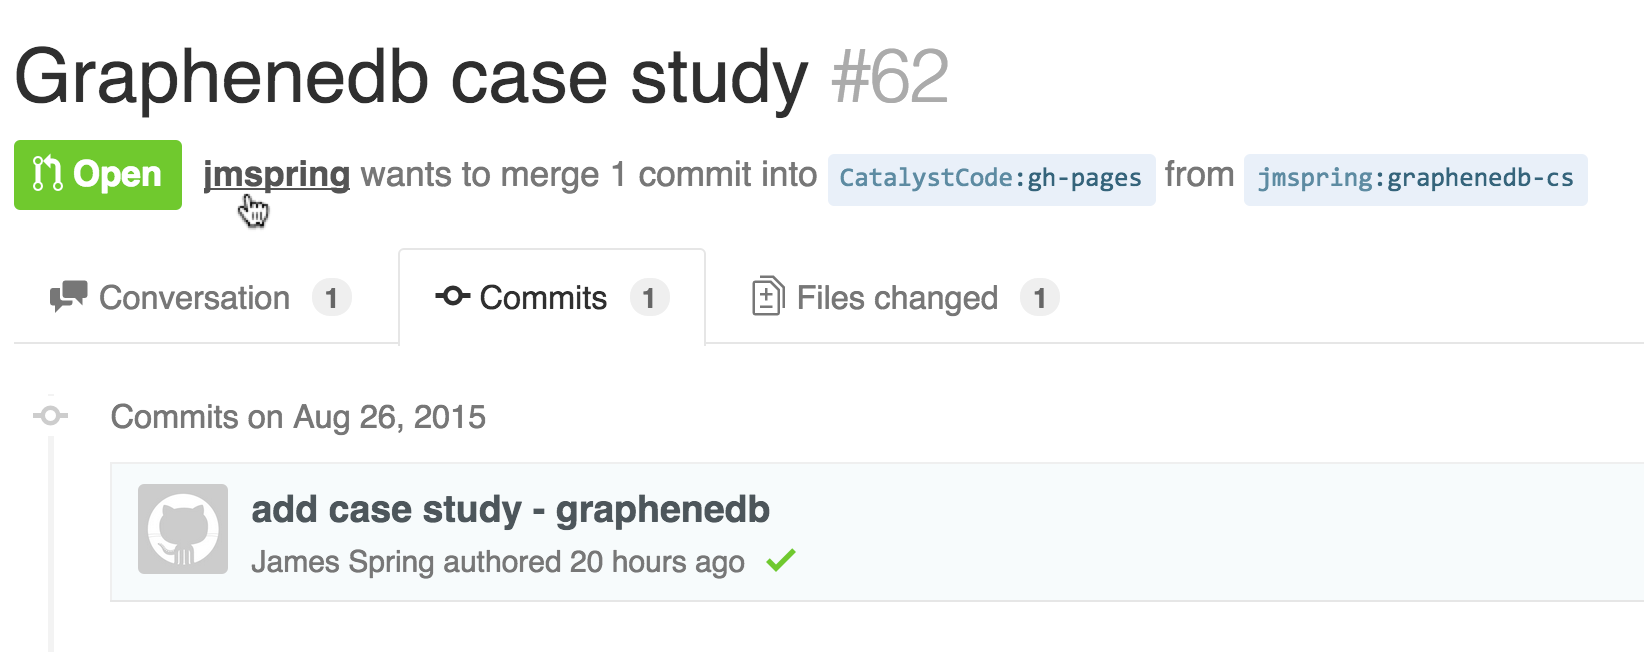 Graphenedb case study #62
Open jmspring wants to merge 1 commit into CatalystCode:gh-pages from jmspring:graphenedb-cs
Conversation 1 Commits 1 Files changed 1
Commits on Aug 26, 2015
add case study - graphenedb
James Spring authored 20 hours ago